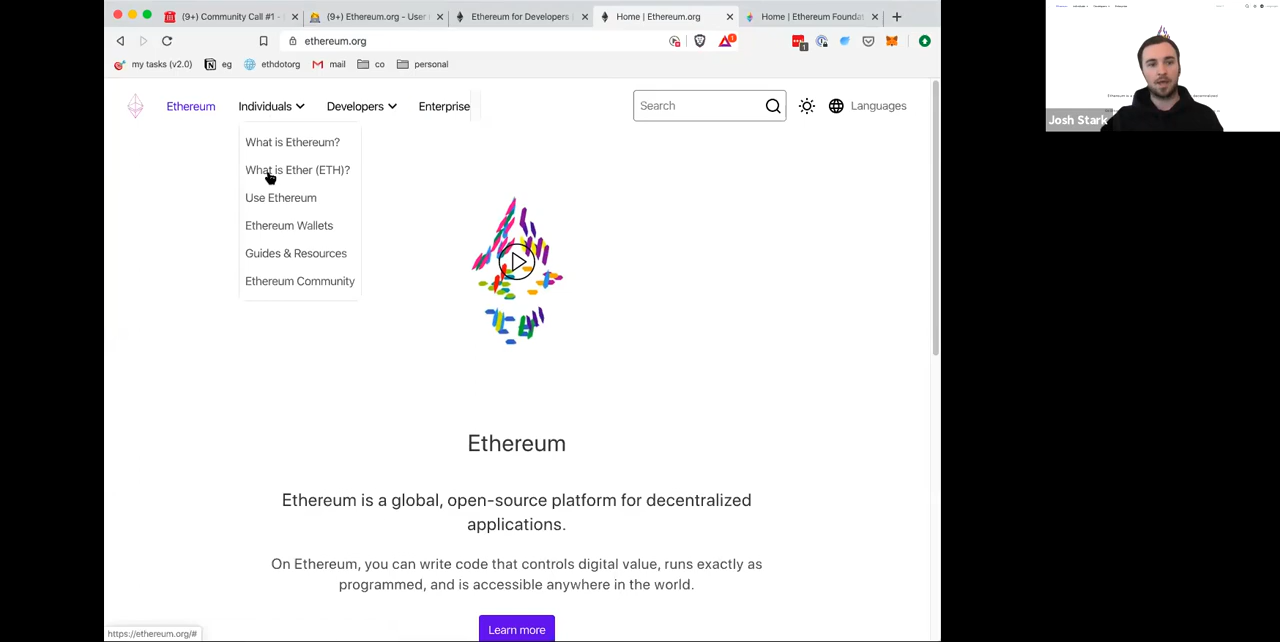 (9+) Community Call #1 -
(9+) Ethereum.org - User
Ethereum for Developers
Home | Ethereum.org
Home | Ethereum Founda
ethereum.org
1
1
my tasks (v2.0)
eg
ethdotorg
mail
co
personal
Ethereum
Individuals
Developers
Enterprise
Search
Languages
What is Ethereum?
What is Ether (ETH)?
Use Ethereum
Ethereum Wallets
Guides & Resources
Ethereum Community
Ethereum
Ethereum is a global, open-source platform for decentralized
applications.
On Ethereum, you can write code that controls digital value, runs exactly as
programmed, and is accessible anywhere in the world.
Learn more
https://ethereum.org/#
Josh Stark